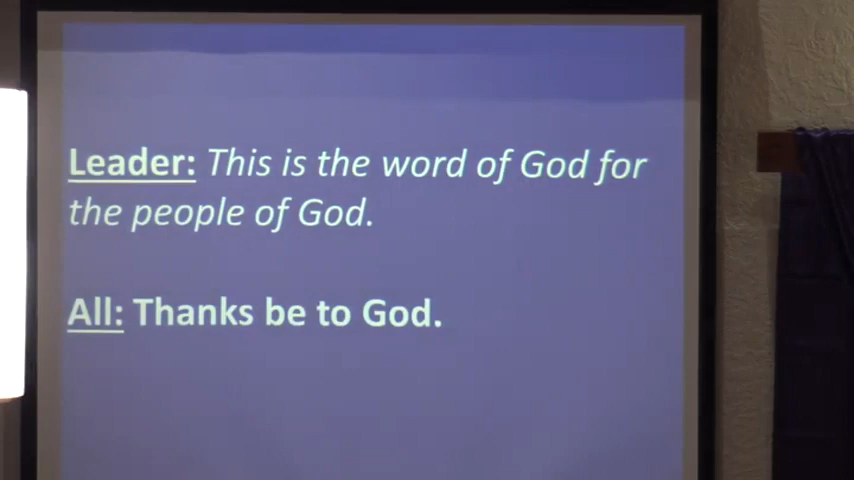 Leader: This is the word of God for
the people of God.
All: Thanks be to God.